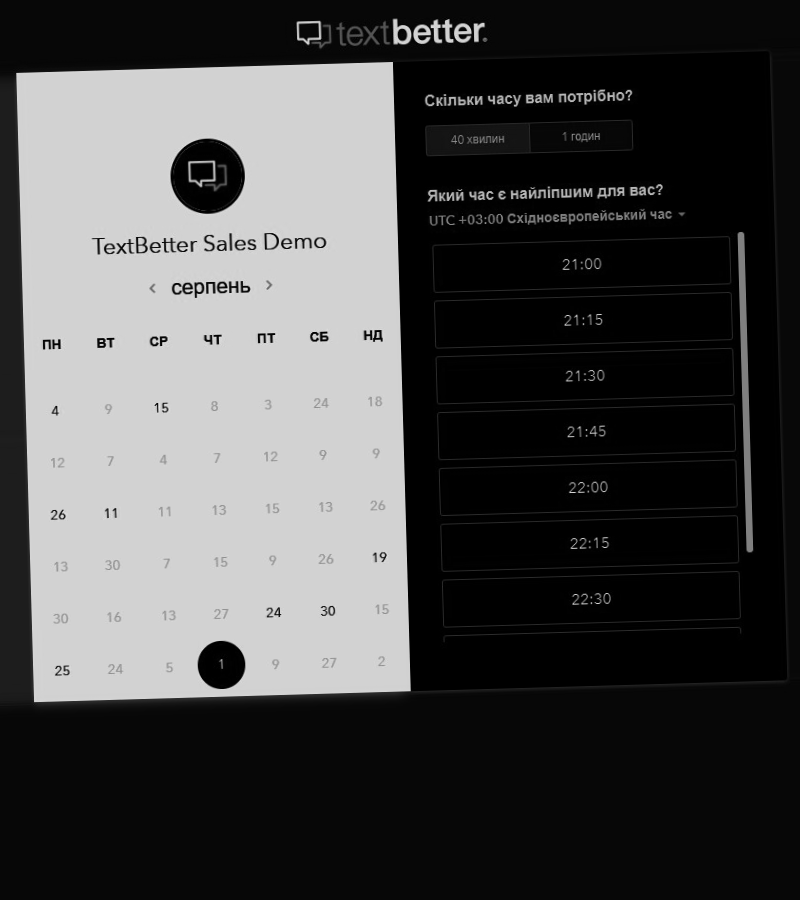 textbetter.
TextBetter Sales Demo
серпень
ПН ВТ СР ЧТ ПТ СБ НД
4 9 15 8 3 24 18
12 7 4 7 12 9 9
26 11 11 13 15 13 26
13 30 7 15 9 26 19
30 16 13 27 24 30 15
25 24 5 1 9 27 2
Скільки часу вам потрібно?
40 хвилин 1 годин
Який час є найліпшим для вас?
UTC +03:00 Східноєвропейський час
21:00
21:15
21:30
21:45
22:00
22:15
22:30